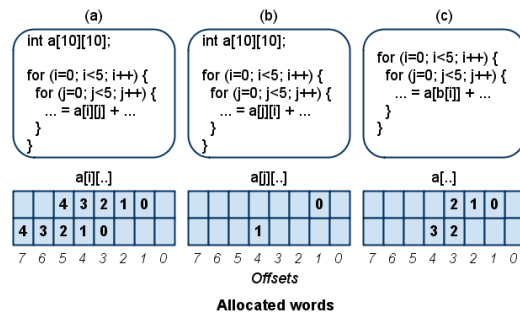 (a)
int a[10][10];
for (i=0; i<5; i++) {
for (j=0; j<5; j++) {
... = a[i][j] + ...
}
}
(b)
int a[10][10];
for (i=0; i<5; i++) {
for (j=0; j<5; j++) {
... = a[j][i] + ...
}
}
(c)
for (i=0; i<5; i++) {
for (j=0; j<5; j++) {
... = a[b[i]] + ...
}
}
a[i][..]
4 3 2 1 0
4 3 2 1 0
7 6 5 4 3 2 1 0
a[j][..]
0
1
7 6 5 4 3 2 1 0
a[..]
2 1 0
3 2
7 6 5 4 3 2 1 0
Offsets
Allocated words